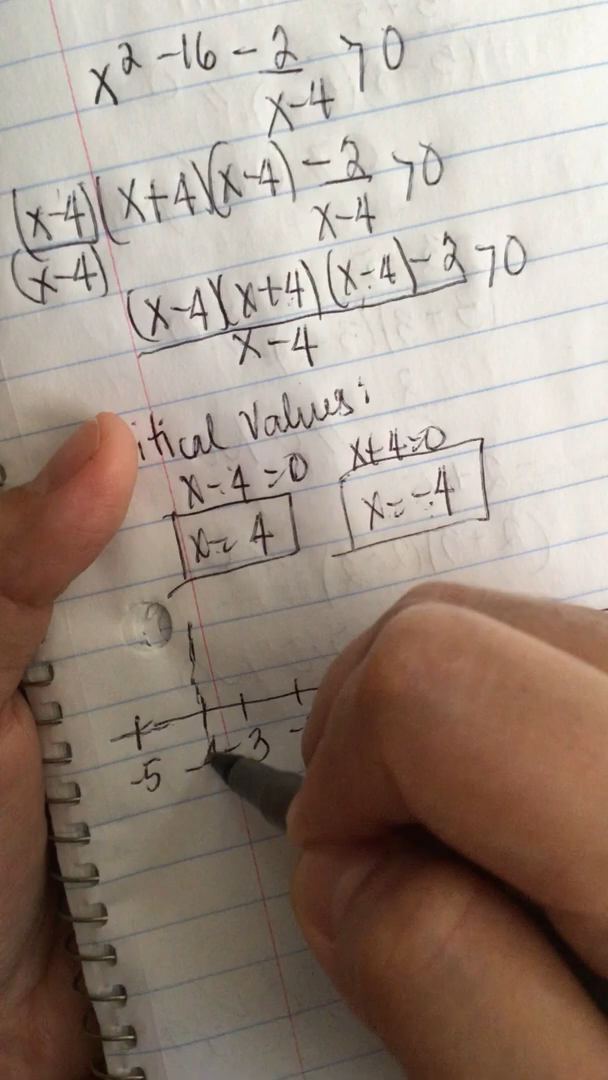 x² - 16 - 2/(x-4) > 0
(x-4)/(x-4) (x+4)(x-4) - 2/(x-4) > 0
(x-4)(x+4)(x-4) - 2 / x-4 > 0
itical Values:
x-4=0 x+4=0
x=4 x=-4
-5 -4 -3 -